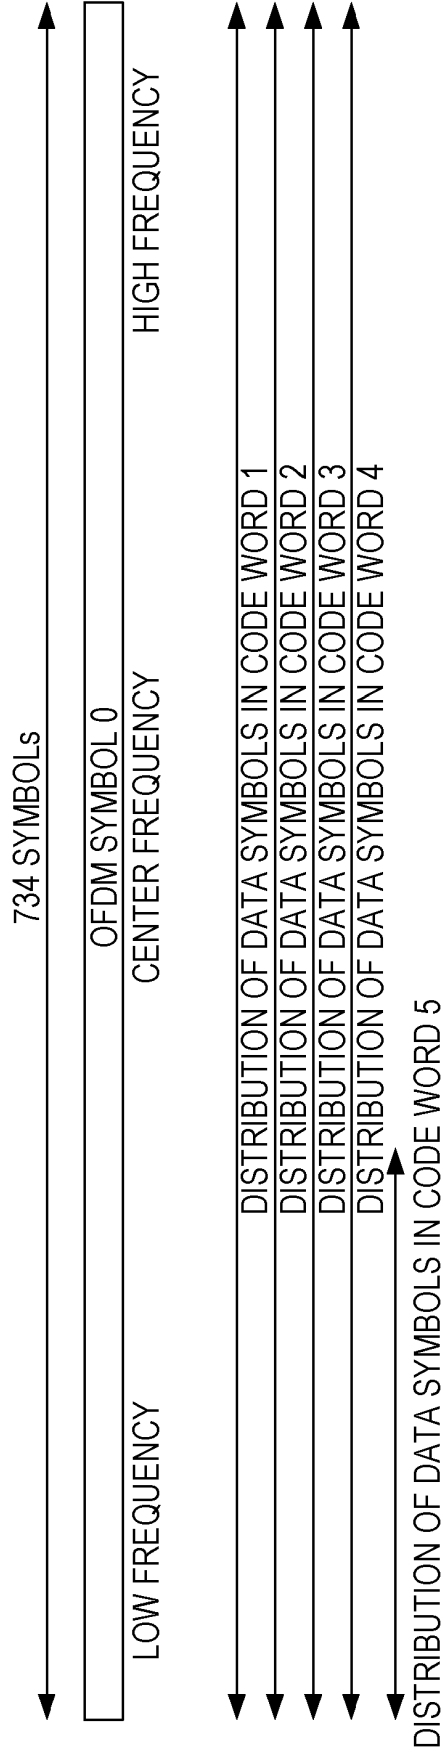 734 SYMBOLs
OFDM SYMBOL 0
LOW FREQUENCY
CENTER FREQUENCY
HIGH FREQUENCY
DISTRIBUTION OF DATA SYMBOLS IN CODE WORD 1
DISTRIBUTION OF DATA SYMBOLS IN CODE WORD 2
DISTRIBUTION OF DATA SYMBOLS IN CODE WORD 3
DISTRIBUTION OF DATA SYMBOLS IN CODE WORD 4
DISTRIBUTION OF DATA SYMBOLS IN CODE WORD 5